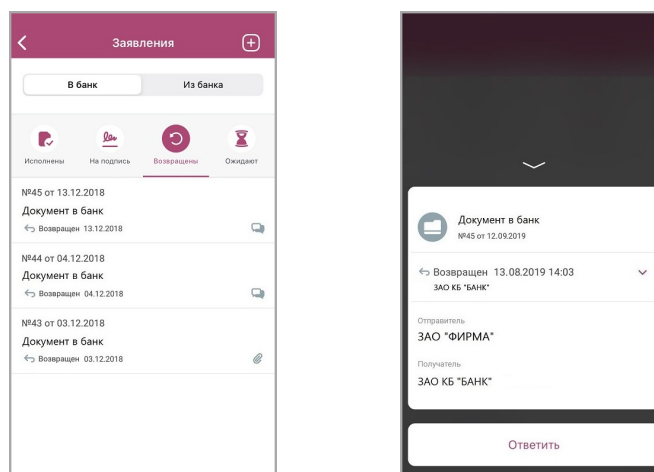 Заявления
В банк
Из банка
Исполнены
На подпись
Возвращены
Ожидают
№45 от 13.12.2018
Документ в банк
Возвращен 13.12.2018
№44 от 04.12.2018
Документ в банк
Возвращен 04.12.2018
№43 от 03.12.2018
Документ в банк
Возвращен 03.12.2018
Документ в банк
№45 от 12.09.2019
Возвращен 13.08.2019 14:03
ЗАО КБ "БАНК"
Отправитель
ЗАО "ФИРМА"
Получатель
ЗАО КБ "БАНК"
Ответить